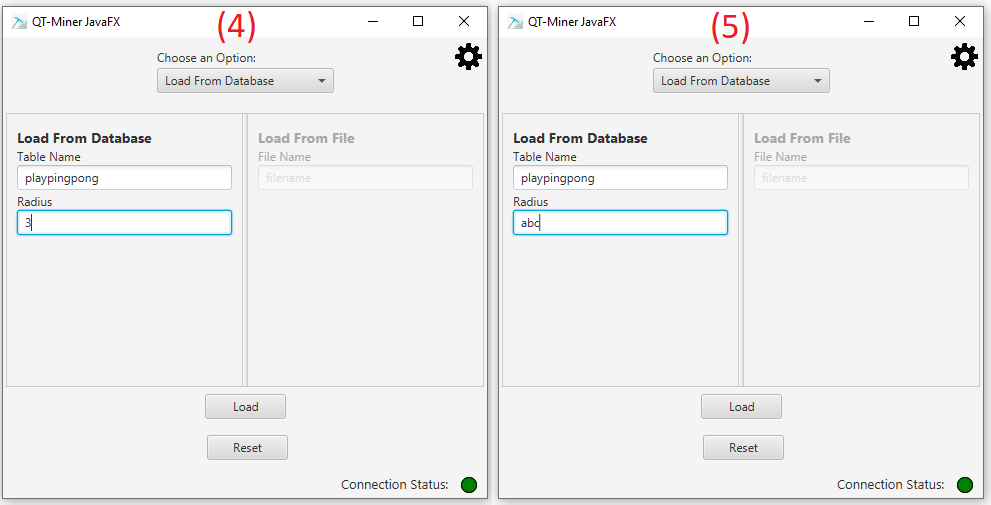 QT-Miner JavaFX
(4)
Choose an Option:
Load From Database
Load From Database
Load From File
Table Name
File Name
playpingpong
filename
Radius
3
Load
Reset
Connection Status:
QT-Miner JavaFX
(5)
Choose an Option:
Load From Database
Load From Database
Load From File
Table Name
File Name
playpingpong
filename
Radius
abc
Load
Reset
Connection Status: